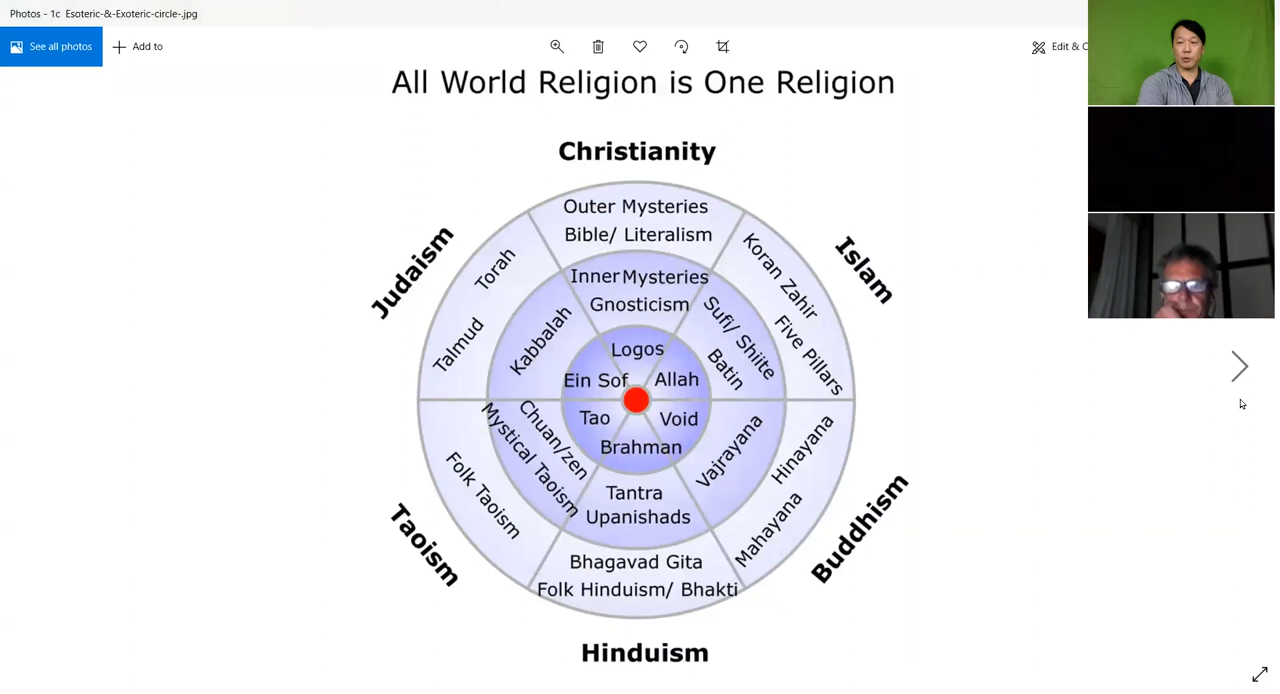 Photos - 1c Esoteric-&-Exoteric-circle-.jpg
See all photos
Add to
Edit & C
All World Religion is One Religion
Christianity
Outer Mysteries
Bible/ Literalism
Inner Mysteries
Gnosticism
Logos
Judaism
Torah
Talmud
Kabbalah
Ein Sof
Islam
Koran Zahir
Five Pillars
Sufi/ Shiite
Batin
Allah
Taoism
Folk Taoism
Mystical Taoism
Chuan/zen
Tao
Buddhism
Hinayana
Mahayana
Vajrayana
Void
Brahman
Tantra
Upanishads
Bhagavad Gita
Folk Hinduism/ Bhakti
Hinduism